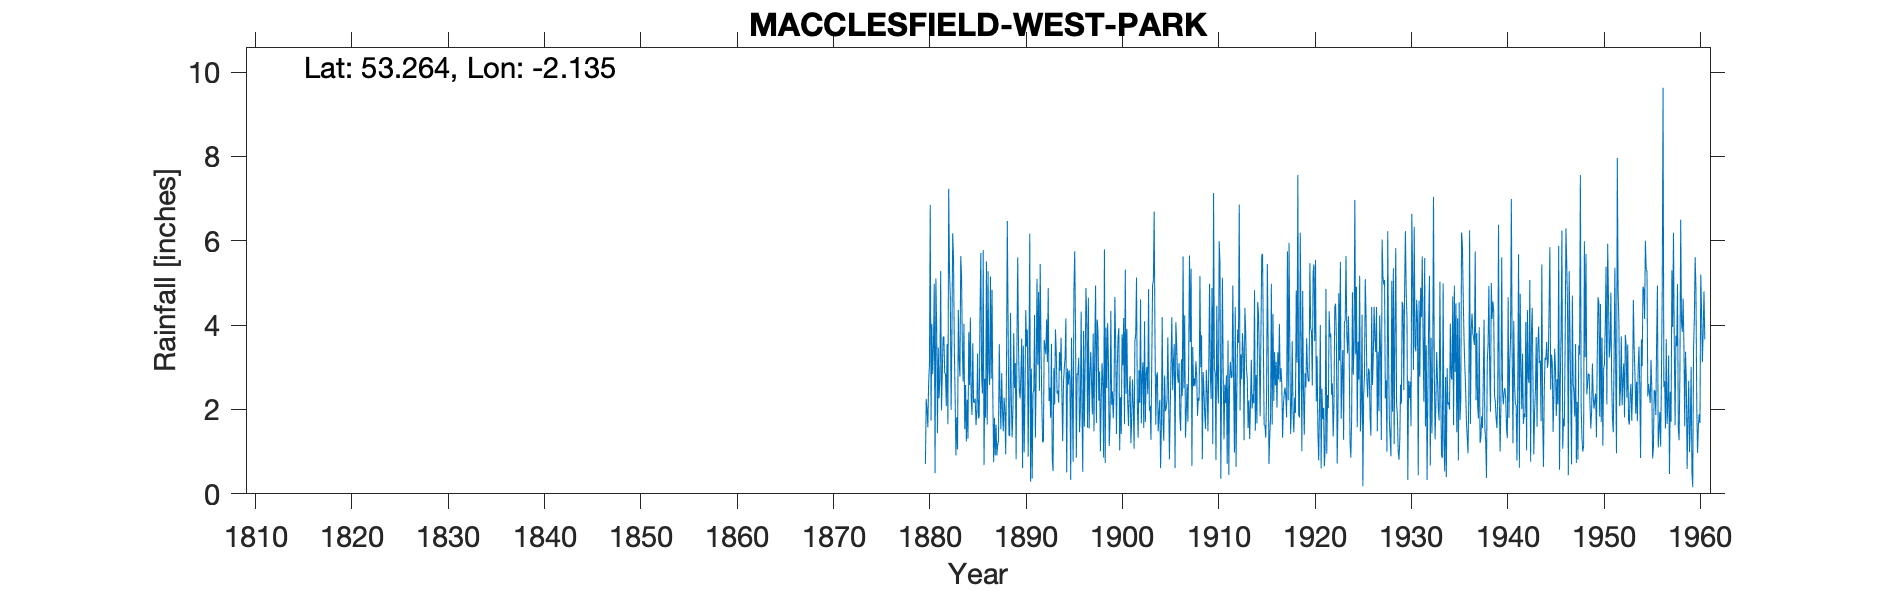 MACCLESFIELD-WEST-PARK
Lat: 53.264, Lon: -2.135
Rainfall [inches]
10
8
6
4
2
0
1810 1820 1830 1840 1850 1860 1870 1880 1890 1900 1910 1920 1930 1940 1950 1960
Year